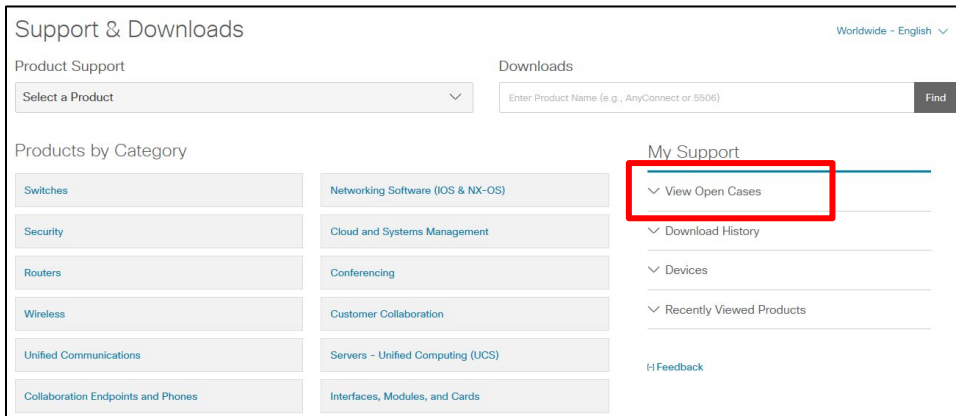 Support & Downloads
Worldwide - English
Product Support
Downloads
Select a Product
Enter Product Name (e.g., AnyConnect or 5506)
Find
Products by Category
My Support
Switches
Networking Software (IOS & NX-OS)
View Open Cases
Security
Cloud and Systems Management
Download History
Routers
Conferencing
Devices
Wireless
Customer Collaboration
Recently Viewed Products
Unified Communications
Servers - Unified Computing (UCS)
[-] Feedback
Collaboration Endpoints and Phones
Interfaces, Modules, and Cards